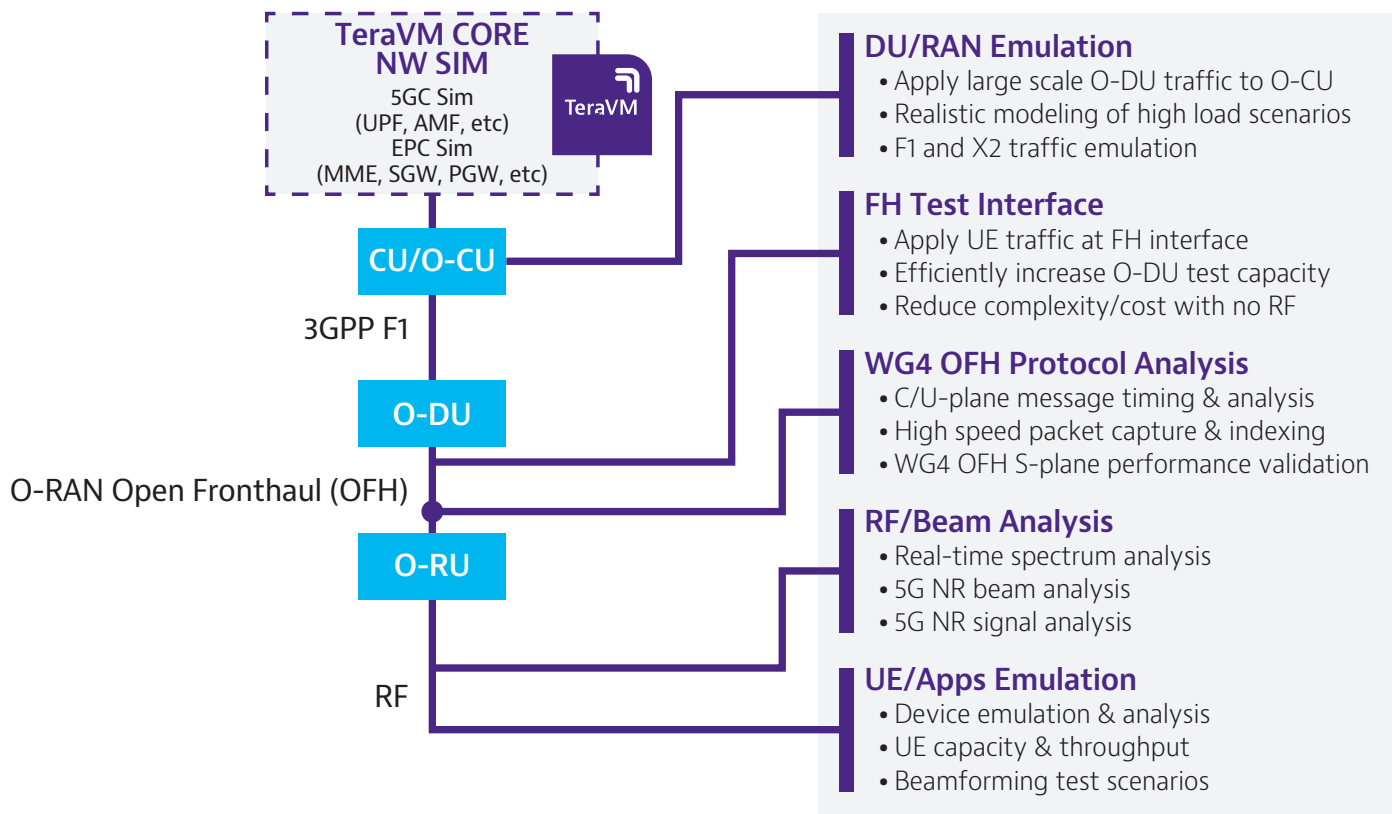 TeraVM CORE
NW SIM
5GC Sim
(UPF, AMF, etc)
EPC Sim
(MME, SGW, PGW, etc)
TeraVM
CU/O-CU
3GPP F1
O-DU
O-RAN Open Fronthaul (OFH)
O-RU
RF
DU/RAN Emulation
• Apply large scale O-DU traffic to O-CU
• Realistic modeling of high load scenarios
• F1 and X2 traffic emulation
FH Test Interface
• Apply UE traffic at FH interface
• Efficiently increase O-DU test capacity
• Reduce complexity/cost with no RF
WG4 OFH Protocol Analysis
• C/U-plane message timing & analysis
• High speed packet capture & indexing
• WG4 OFH S-plane performance validation
RF/Beam Analysis
• Real-time spectrum analysis
• 5G NR beam analysis
• 5G NR signal analysis
UE/Apps Emulation
• Device emulation & analysis
• UE capacity & throughput
• Beamforming test scenarios